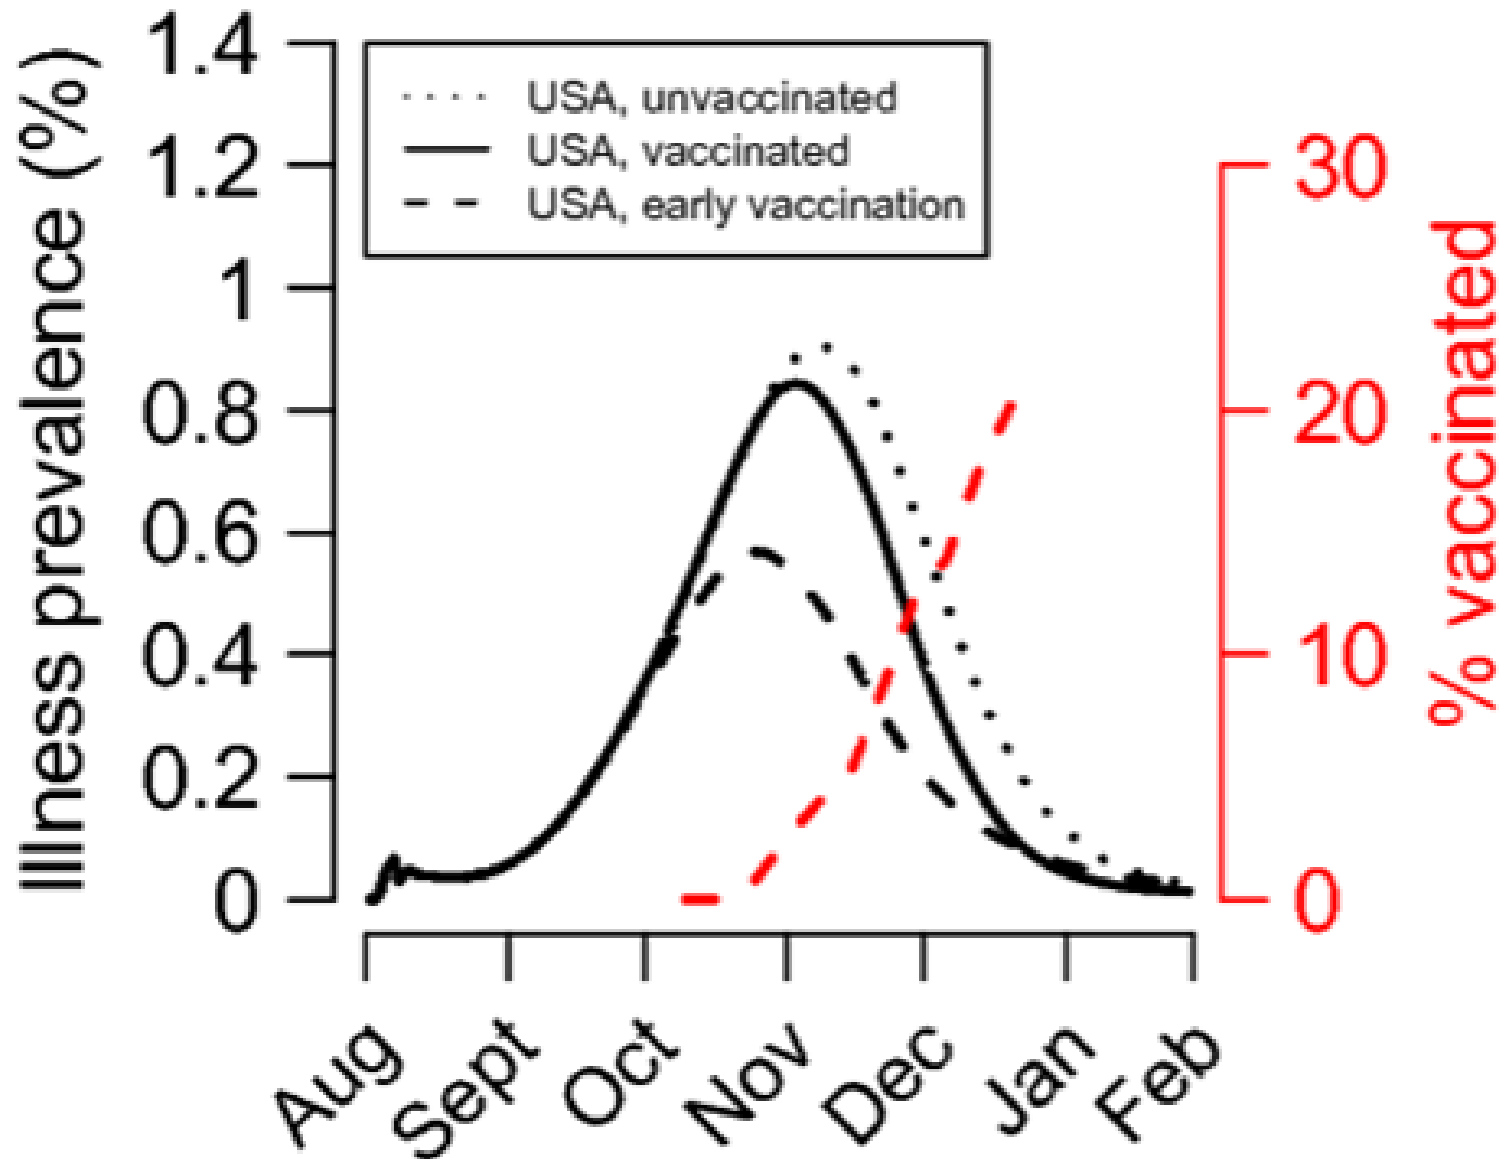 Illness prevalence (%)
1.4
1.2
1
0.8
0.6
0.4
0.2
0
USA, unvaccinated
USA, vaccinated
USA, early vaccination
30
20
10
0
% vaccinated
Aug
Sept
Oct
Nov
Dec
Jan
Feb